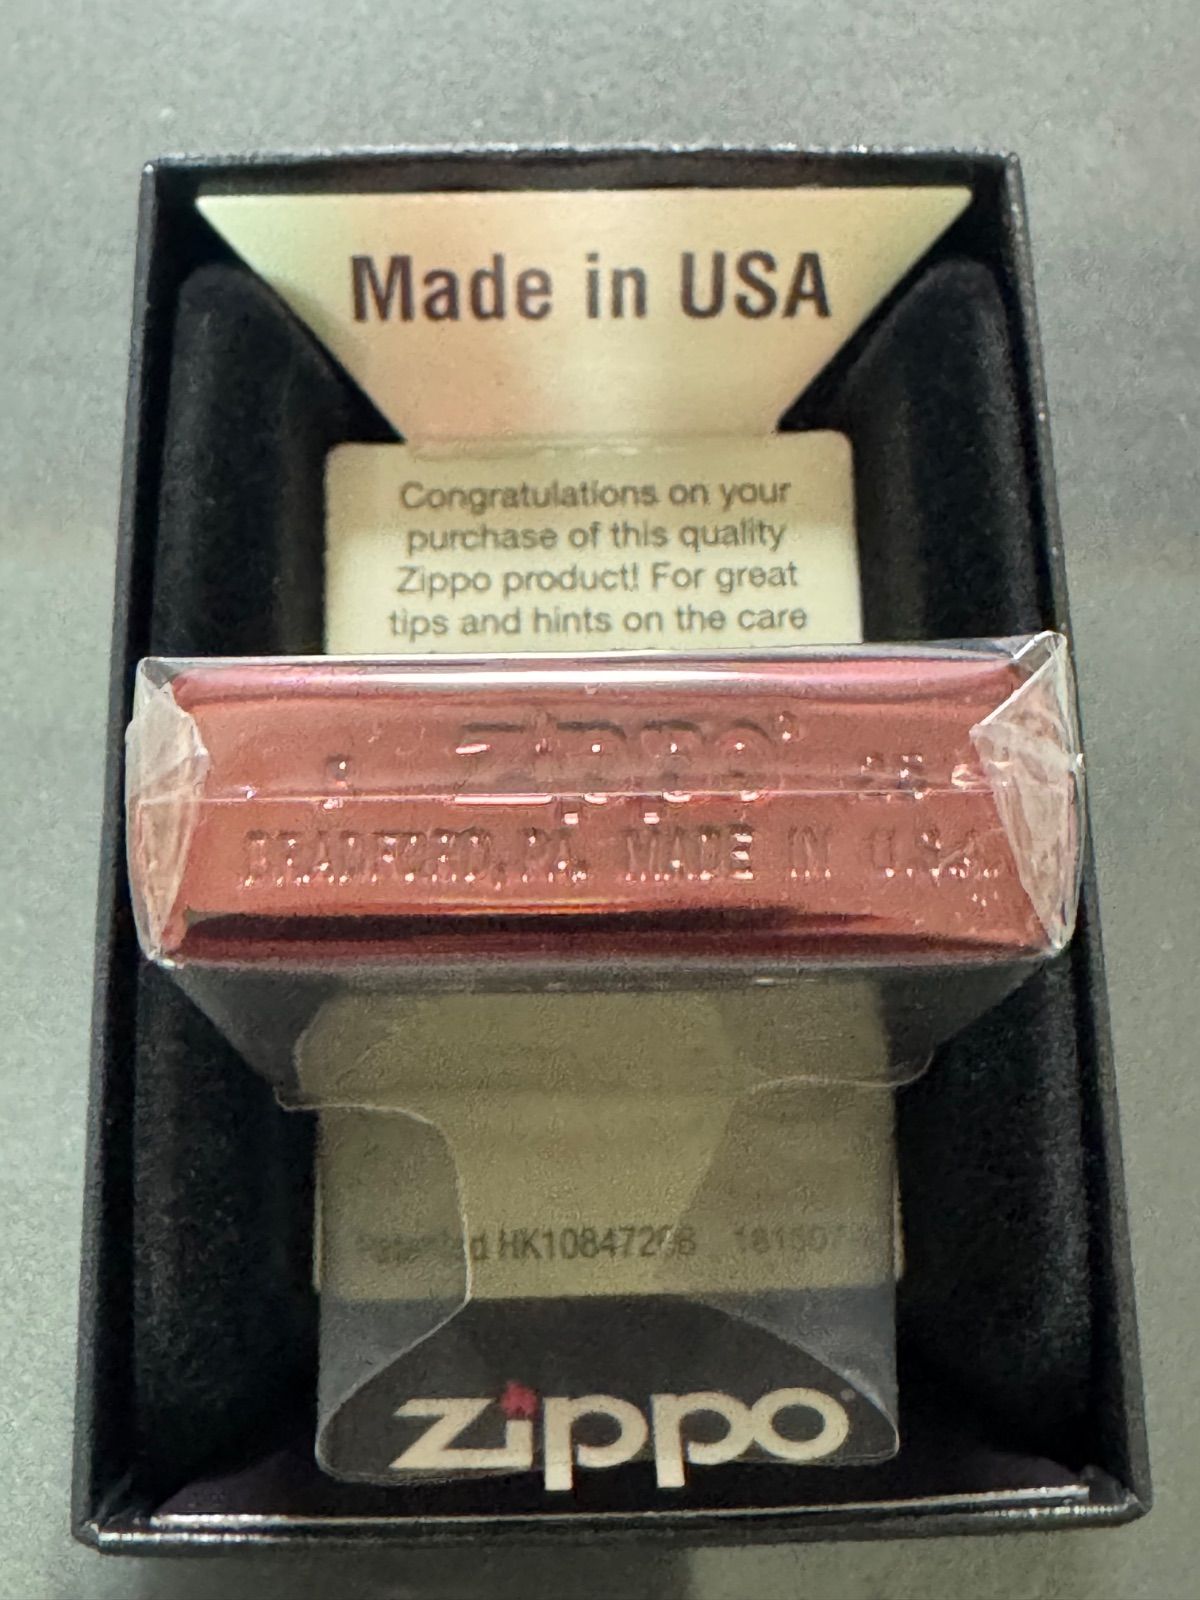 Made in USA
Congratulations on your
purchase of this quality
Zippo product! For great
tips and hints on the care
Zippo
BRADFORD, PA. MADE IN U.S.A.
Patented
zippo